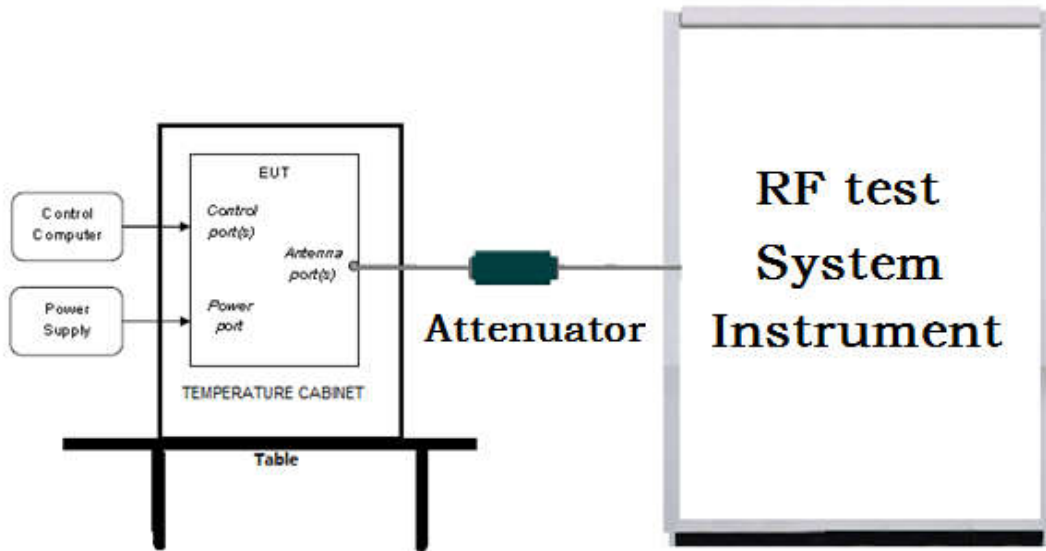 EUT
Control
Computer
Control
port(s)
Antenna
port(s)
Power
Supply
Power
port
TEMPERATURE CABINET
Table
Attenuator
RF test
System
Instrument